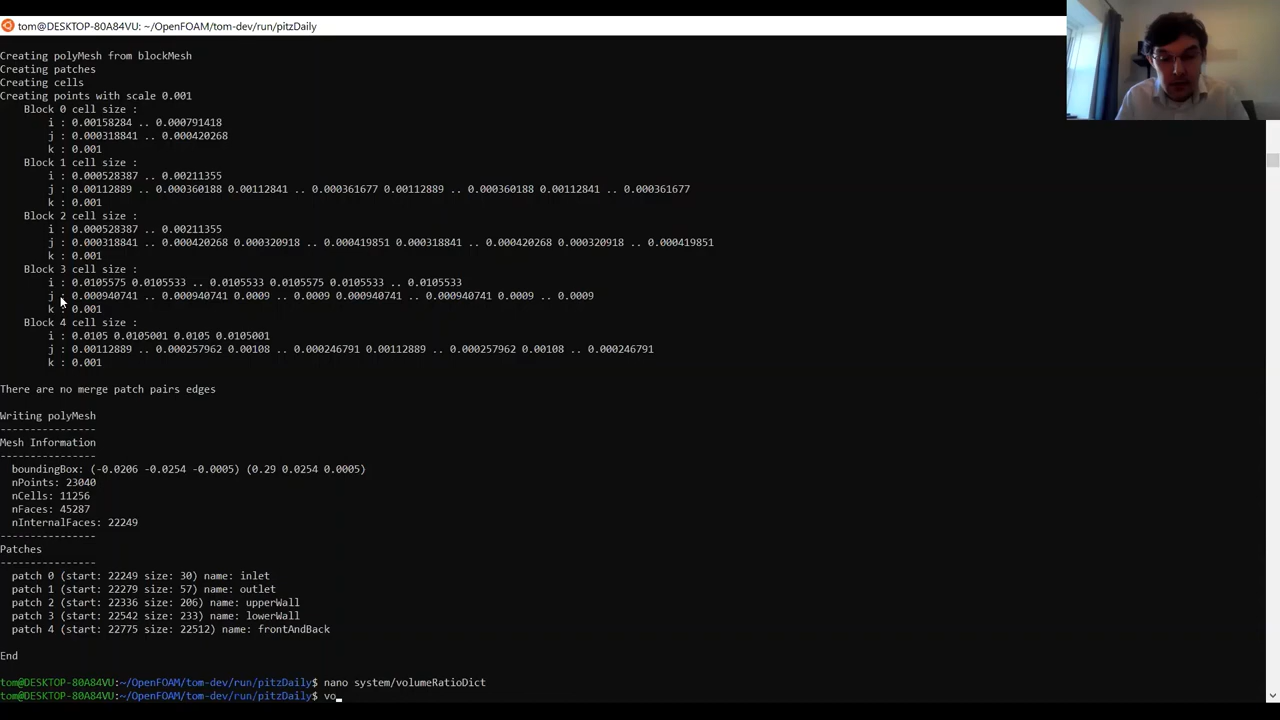 tom@DESKTOP-80A84VU: ~/OpenFOAM/tom-dev/run/pitzDaily
Creating polyMesh from blockMesh
Creating patches
Creating cells
Creating points with scale 0.001
Block 0 cell size :
i : 0.00158284 .. 0.000791418
j : 0.000318841 .. 0.000420268
k : 0.001
Block 1 cell size :
i : 0.000528387 .. 0.00211355
j : 0.00112889 .. 0.000360188 0.00112841 .. 0.000361677 0.00112889 .. 0.000360188 0.00112841 .. 0.000361677
k : 0.001
Block 2 cell size :
i : 0.000528387 .. 0.00211355
j : 0.000318841 .. 0.000420268 0.000320918 .. 0.000419851 0.000318841 .. 0.000420268 0.000320918 .. 0.000419851
k : 0.001
Block 3 cell size :
i : 0.0105575 0.0105533 .. 0.0105533 0.0105575 0.0105533 .. 0.0105533
j : 0.000940741 .. 0.000940741 0.0009 .. 0.0009 0.000940741 .. 0.000940741 0.0009 .. 0.0009
k : 0.001
Block 4 cell size :
i : 0.0105 0.0105001 0.0105 0.0105001
j : 0.00112889 .. 0.000257962 0.00108 .. 0.000246791 0.00112889 .. 0.000257962 0.00108 .. 0.000246791
k : 0.001
There are no merge patch pairs edges
Writing polyMesh
----------------
Mesh Information
----------------
boundingBox: (-0.0206 -0.0254 -0.0005) (0.29 0.0254 0.0005)
nPoints: 23040
nCells: 11256
nFaces: 45287
nInternalFaces: 22249
----------------
Patches
----------------
patch 0 (start: 22249 size: 30) name: inlet
patch 1 (start: 22279 size: 57) name: outlet
patch 2 (start: 22336 size: 206) name: upperWall
patch 3 (start: 22542 size: 233) name: lowerWall
patch 4 (start: 22775 size: 22512) name: frontAndBack
End
tom@DESKTOP-80A84VU:~/OpenFOAM/tom-dev/run/pitzDaily$ nano system/volumeRatioDict
tom@DESKTOP-80A84VU:~/OpenFOAM/tom-dev/run/pitzDaily$ vo_